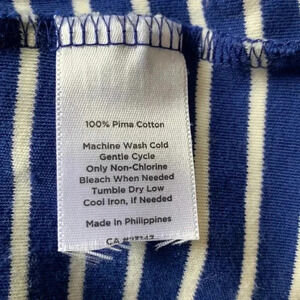 100% Pima Cotton
Machine Wash Cold
Gentle Cycle
Only Non-Chlorine
Bleach When Needed
Tumble Dry Low
Cool Iron, If Needed
Made in Philippines